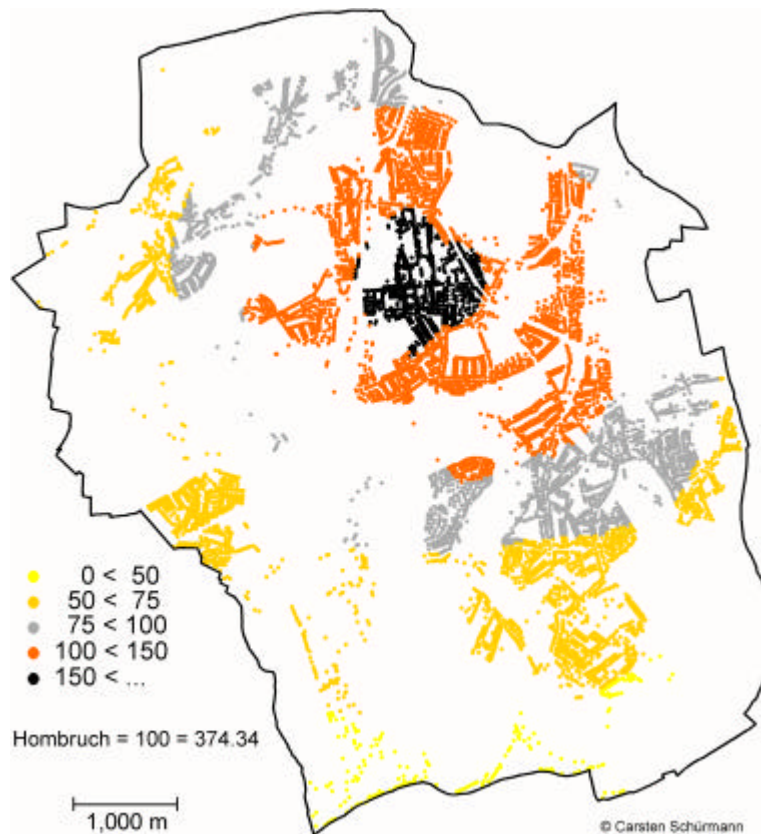 0 < 50
50 < 75
75 < 100
100 < 150
150 < ...
Hombruch = 100 = 374.34
1,000 m
© Carsten Schürmann